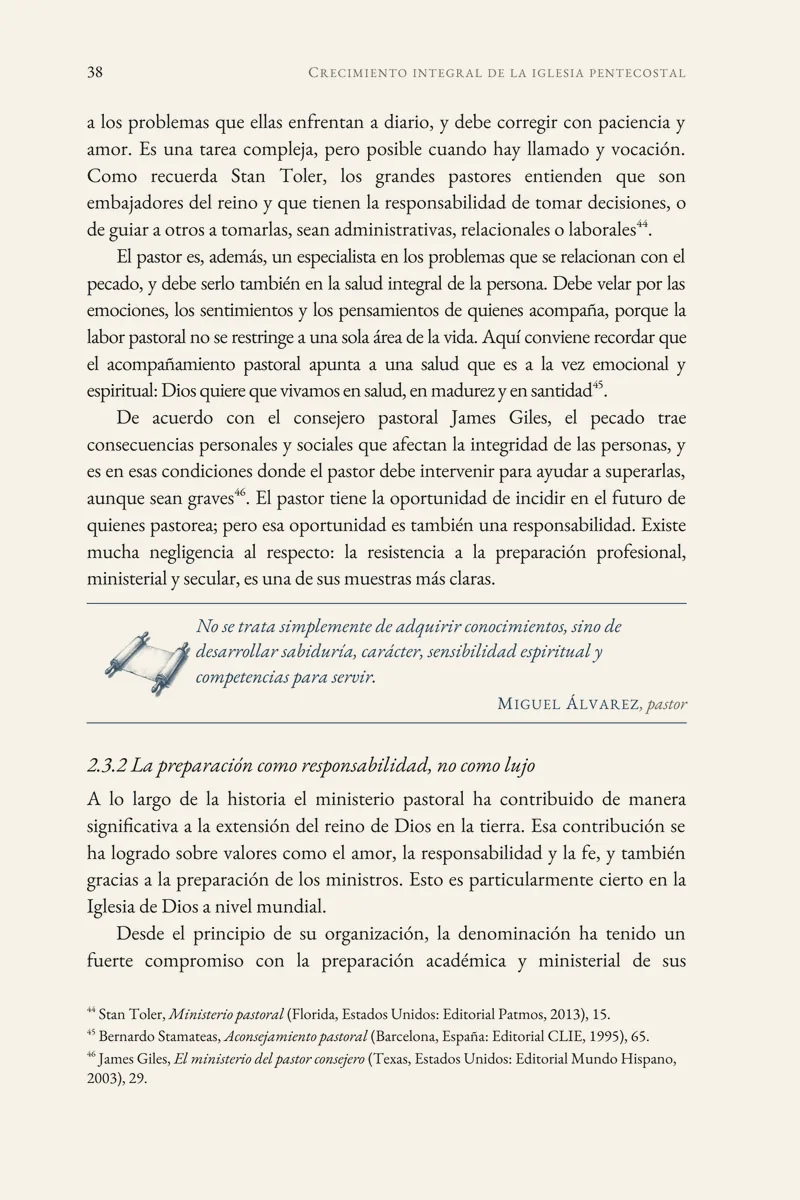 38
CRECIMIENTO INTEGRAL DE LA IGLESIA PENTECOSTAL
a los problemas que ellas enfrentan a diario, y debe corregir con paciencia y
amor. Es una tarea compleja, pero posible cuando hay llamado y vocación.
Como recuerda Stan Toler, los grandes pastores entienden que son
embajadores del reino y que tienen la responsabilidad de tomar decisiones, o
de guiar a otros a tomarlas, sean administrativas, relacionales o laborales⁴⁴.
El pastor es, además, un especialista en los problemas que se relacionan con el
pecado, y debe serlo también en la salud integral de la persona. Debe velar por las
emociones, los sentimientos y los pensamientos de quienes acompaña, porque la
labor pastoral no se restringe a una sola área de la vida. Aquí conviene recordar que
el acompañamiento pastoral apunta a una salud que es a la vez emocional y
espiritual: Dios quiere que vivamos en salud, en madurez y en santidad⁴⁵.
De acuerdo con el consejero pastoral James Giles, el pecado trae
consecuencias personales y sociales que afectan la integridad de las personas, y
es en esas condiciones donde el pastor debe intervenir para ayudar a superarlas,
aunque sean graves⁴⁶. El pastor tiene la oportunidad de incidir en el futuro de
quienes pastorea; pero esa oportunidad es también una responsabilidad. Existe
mucha negligencia al respecto: la resistencia a la preparación profesional,
ministerial y secular, es una de sus muestras más claras.
No se trata simplemente de adquirir conocimientos, sino de
desarrollar sabiduría, carácter, sensibilidad espiritual y
competencias para servir.
MIGUEL ÁLVAREZ, pastor
2.3.2 La preparación como responsabilidad, no como lujo
A lo largo de la historia el ministerio pastoral ha contribuido de manera
significativa a la extensión del reino de Dios en la tierra. Esa contribución se
ha logrado sobre valores como el amor, la responsabilidad y la fe, y también
gracias a la preparación de los ministros. Esto es particularmente cierto en la
Iglesia de Dios a nivel mundial.
Desde el principio de su organización, la denominación ha tenido un
fuerte compromiso con la preparación académica y ministerial de sus
⁴⁴ Stan Toler, Ministerio pastoral (Florida, Estados Unidos: Editorial Patmos, 2013), 15.
⁴⁵ Bernardo Stamateas, Aconsejamiento pastoral (Barcelona, España: Editorial CLIE, 1995), 65.
⁴⁶ James Giles, El ministerio del pastor consejero (Texas, Estados Unidos: Editorial Mundo Hispano,
2003), 29.